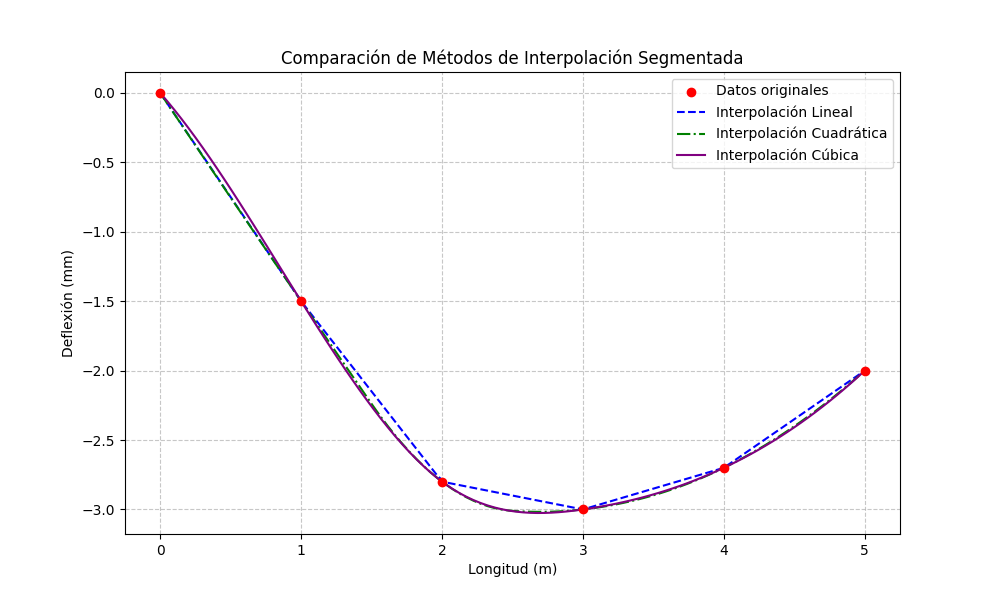 Comparación de Métodos de Interpolación Segmentada
Datos originales
Interpolación Lineal
Interpolación Cuadrática
Interpolación Cúbica
0.0
−0.5
−1.0
−1.5
−2.0
−2.5
−3.0
Deflexión (mm)
0 1 2 3 4 5
Longitud (m)